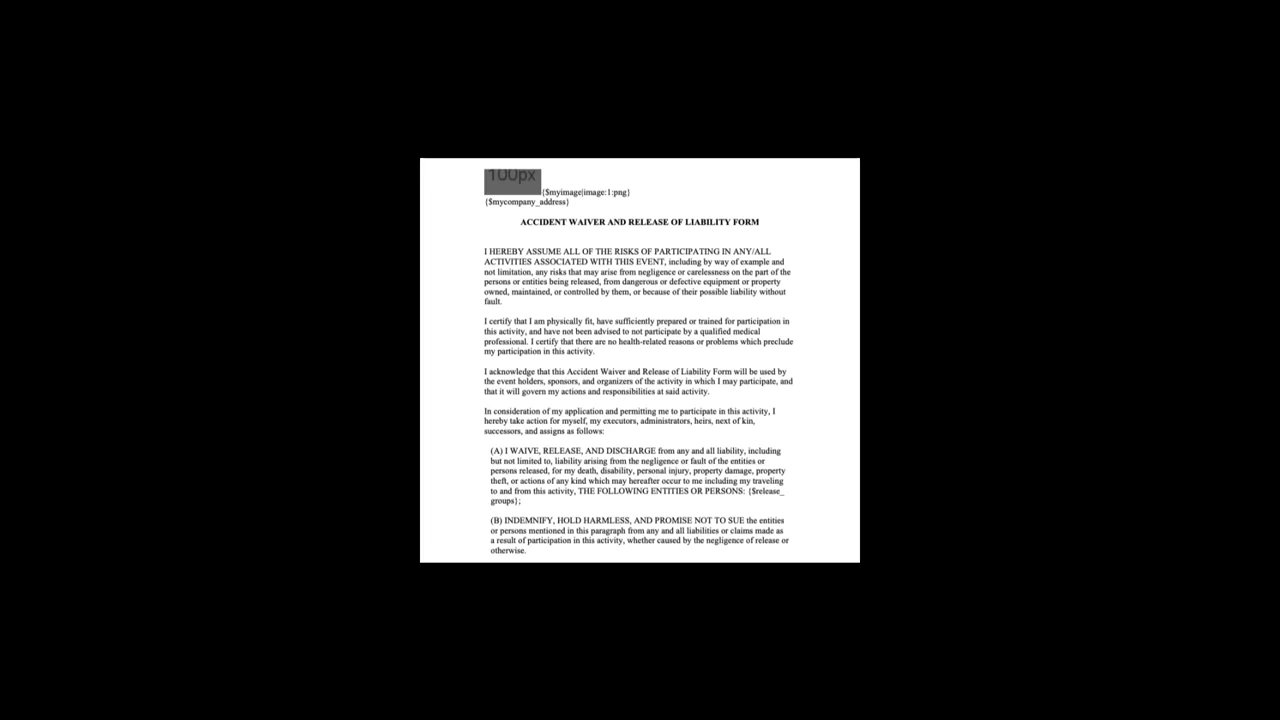 100px
{$myimage|image:1:png}
{$mycompany_address}
ACCIDENT WAIVER AND RELEASE OF LIABILITY FORM
I HEREBY ASSUME ALL OF THE RISKS OF PARTICIPATING IN ANY/ALL
ACTIVITIES ASSOCIATED WITH THIS EVENT, including by way of example and
not limitation, any risks that may arise from negligence or carelessness on the part of the
persons or entities being released, from dangerous or defective equipment or property
owned, maintained, or controlled by them, or because of their possible liability without
fault.
I certify that I am physically fit, have sufficiently prepared or trained for participation in
this activity, and have not been advised to not participate by a qualified medical
professional. I certify that there are no health-related reasons or problems which preclude
my participation in this activity.
I acknowledge that this Accident Waiver and Release of Liability Form will be used by
the event holders, sponsors, and organizers of the activity in which I may participate, and
that it will govern my actions and responsibilities at said activity.
In consideration of my application and permitting me to participate in this activity, I
hereby take action for myself, my executors, administrators, heirs, next of kin,
successors, and assigns as follows:
(A) I WAIVE, RELEASE, AND DISCHARGE from any and all liability, including
but not limited to, liability arising from the negligence or fault of the entities or
persons released, for my death, disability, personal injury, property damage, property
theft, or actions of any kind which may hereafter occur to me including my traveling
to and from this activity, THE FOLLOWING ENTITIES OR PERSONS: {$release_
groups};
(B) INDEMNIFY, HOLD HARMLESS, AND PROMISE NOT TO SUE the entities
or persons mentioned in this paragraph from any and all liabilities or claims made as
a result of participation in this activity, whether caused by the negligence of release or
otherwise.